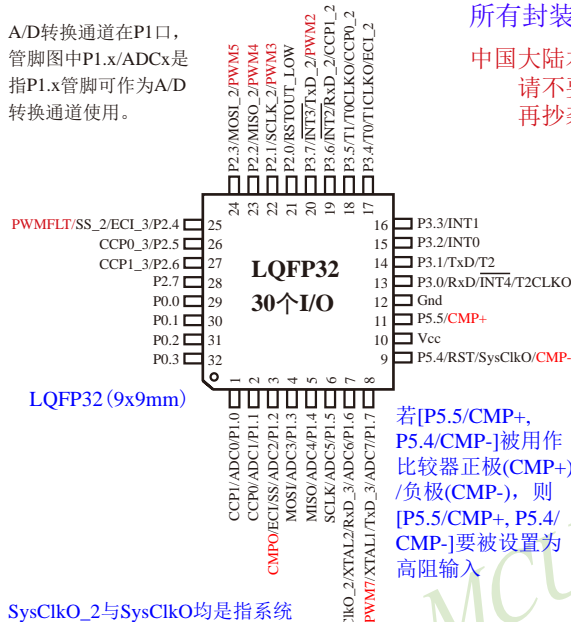 A/D转换通道在P1口,
管脚图中P1.x/ADCx是
指P1.x管脚可作为A/D
转换通道使用。
所有封装
中国大陆本
请不要
再抄袭
P2.3/MOSI_2/PWM5
P2.2/MISO_2/PWM4
P2.1/SCLK_2/PWM3
P2.0/RSTOUT_LOW
P3.7/INT3/TxD_2/PWM2
P3.6/INT2/RxD_2/CCP1_2
P3.5/T1/T0CLKO/CCP0_2
P3.4/T0/T1CLKO/ECI_2
24 23 22 21 20 19 18 17
PWMFLT/SS_2/ECI_3/P2.4 25
CCP0_3/P2.5 26
CCP1_3/P2.6 27
P2.7 28
P0.0 29
P0.1 30
P0.2 31
P0.3 32
LQFP32
30个I/O
16 P3.3/INT1
15 P3.2/INT0
14 P3.1/TxD/T2
13 P3.0/RxD/INT4/T2CLKO
12 Gnd
11 P5.5/CMP+
10 Vcc
9 P5.4/RST/SysClkO/CMP-
1 2 3 4 5 6 7 8
CCP1/ADC0/P1.0
CCP0/ADC1/P1.1
CMPO/ECI/SS/ADC2/P1.2
MOSI/ADC3/P1.3
MISO/ADC4/P1.4
SCLK/ADC5/P1.5
lkO_2/XTAL2/RxD_3/ADC6/P1.6
PWM7/XTAL1/TxD_3/ADC7/P1.7
LQFP32(9x9mm)
若[P5.5/CMP+,
P5.4/CMP-]被用作
比较器正极(CMP+)
/负极(CMP-),则
[P5.5/CMP+, P5.4/
CMP-]要被设置为
高阻输入
MCU
SysClkO_2与SysClkO均是指系统